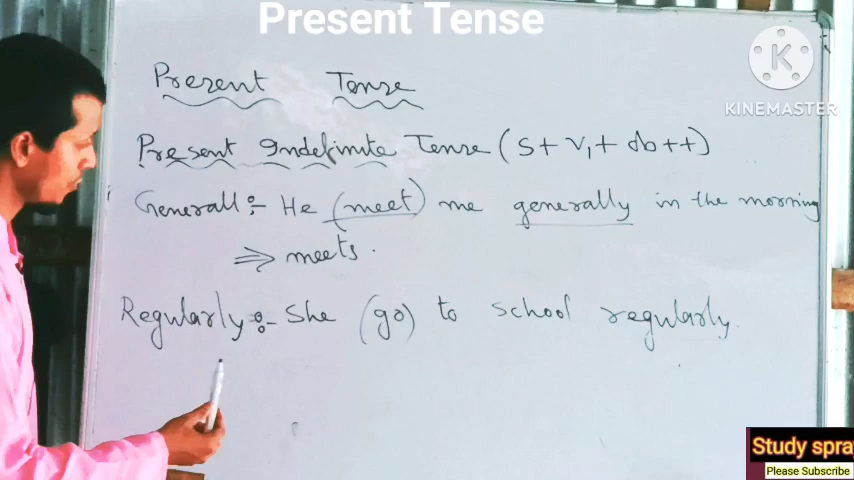 Present Tense
KINEMASTER
Present Tense
Present Indefinite Tense (S + V1 + ob + +)
Generall :- He (meet) me generally in the morning
⇒ meets.
Regularly :- She (go) to school regularly.
Study spra
Please Subscribe